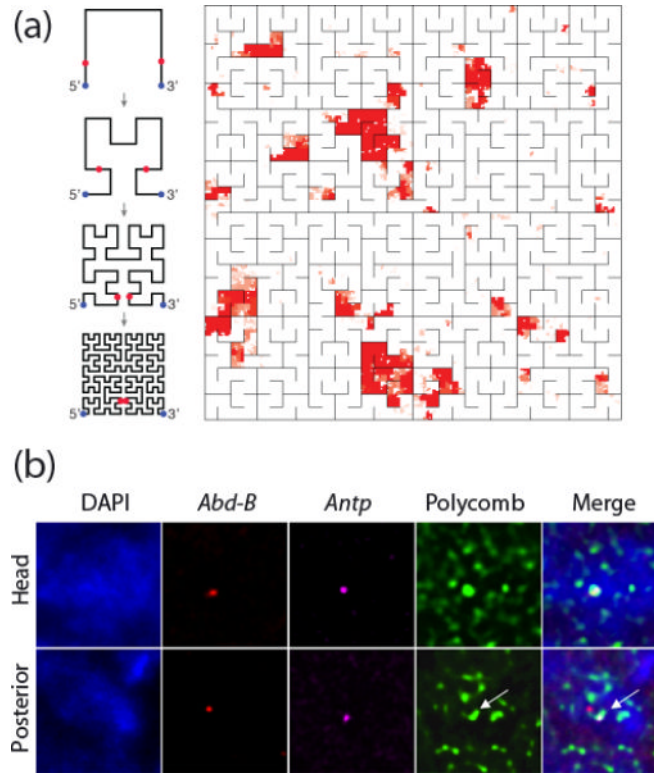 (a)
5' 3'
5' 3'
5' 3'
5' 3'
(b)
DAPI Abd-B Antp Polycomb Merge
Head
Posterior